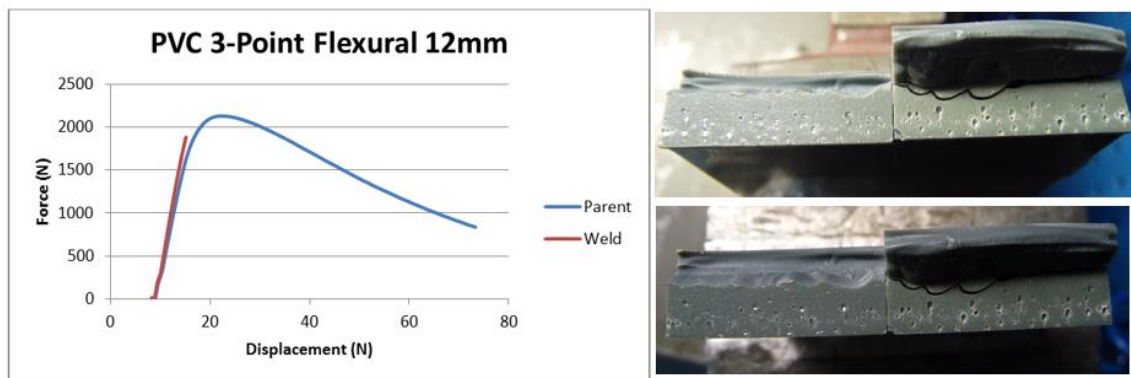 PVC 3-Point Flexural 12mm
2500
2000
1500
1000
500
0
Force (N)
0 20 40 60 80
Displacement (N)
Parent
Weld